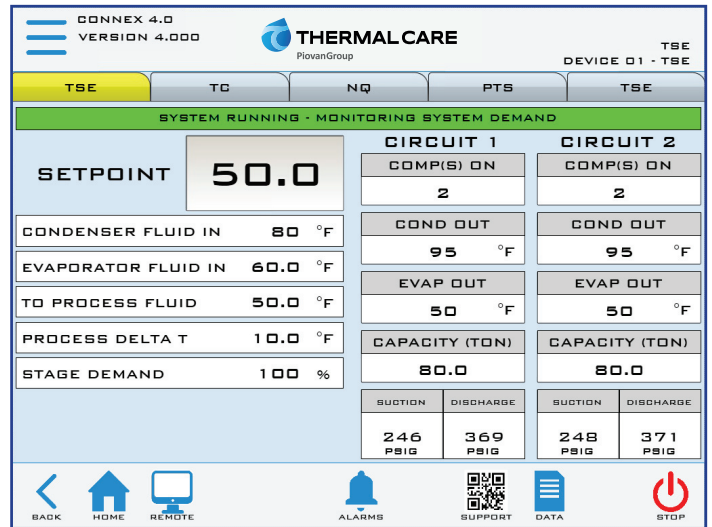 CONNEX 4.0
VERSION 4.000
THERMALCARE
PiovanGroup
TSE
DEVICE 01 - TSE
TSE TC NQ PTS TSE
SYSTEM RUNNING - MONITORING SYSTEM DEMAND
SETPOINT 50.0
CONDENSER FLUID IN 80 °F
EVAPORATOR FLUID IN 60.0 °F
TO PROCESS FLUID 50.0 °F
PROCESS DELTA T 10.0 °F
STAGE DEMAND 100 %
CIRCUIT 1 CIRCUIT 2
COMP(S) ON COMP(S) ON
2 2
COND OUT COND OUT
95 °F 95 °F
EVAP OUT EVAP OUT
50 °F 50 °F
CAPACITY (TON) CAPACITY (TON)
80.0 80.0
SUCTION DISCHARGE SUCTION DISCHARGE
246 369 248 371
PSIG PSIG PSIG PSIG
BACK HOME REMOTE ALARMS SUPPORT DATA STOP